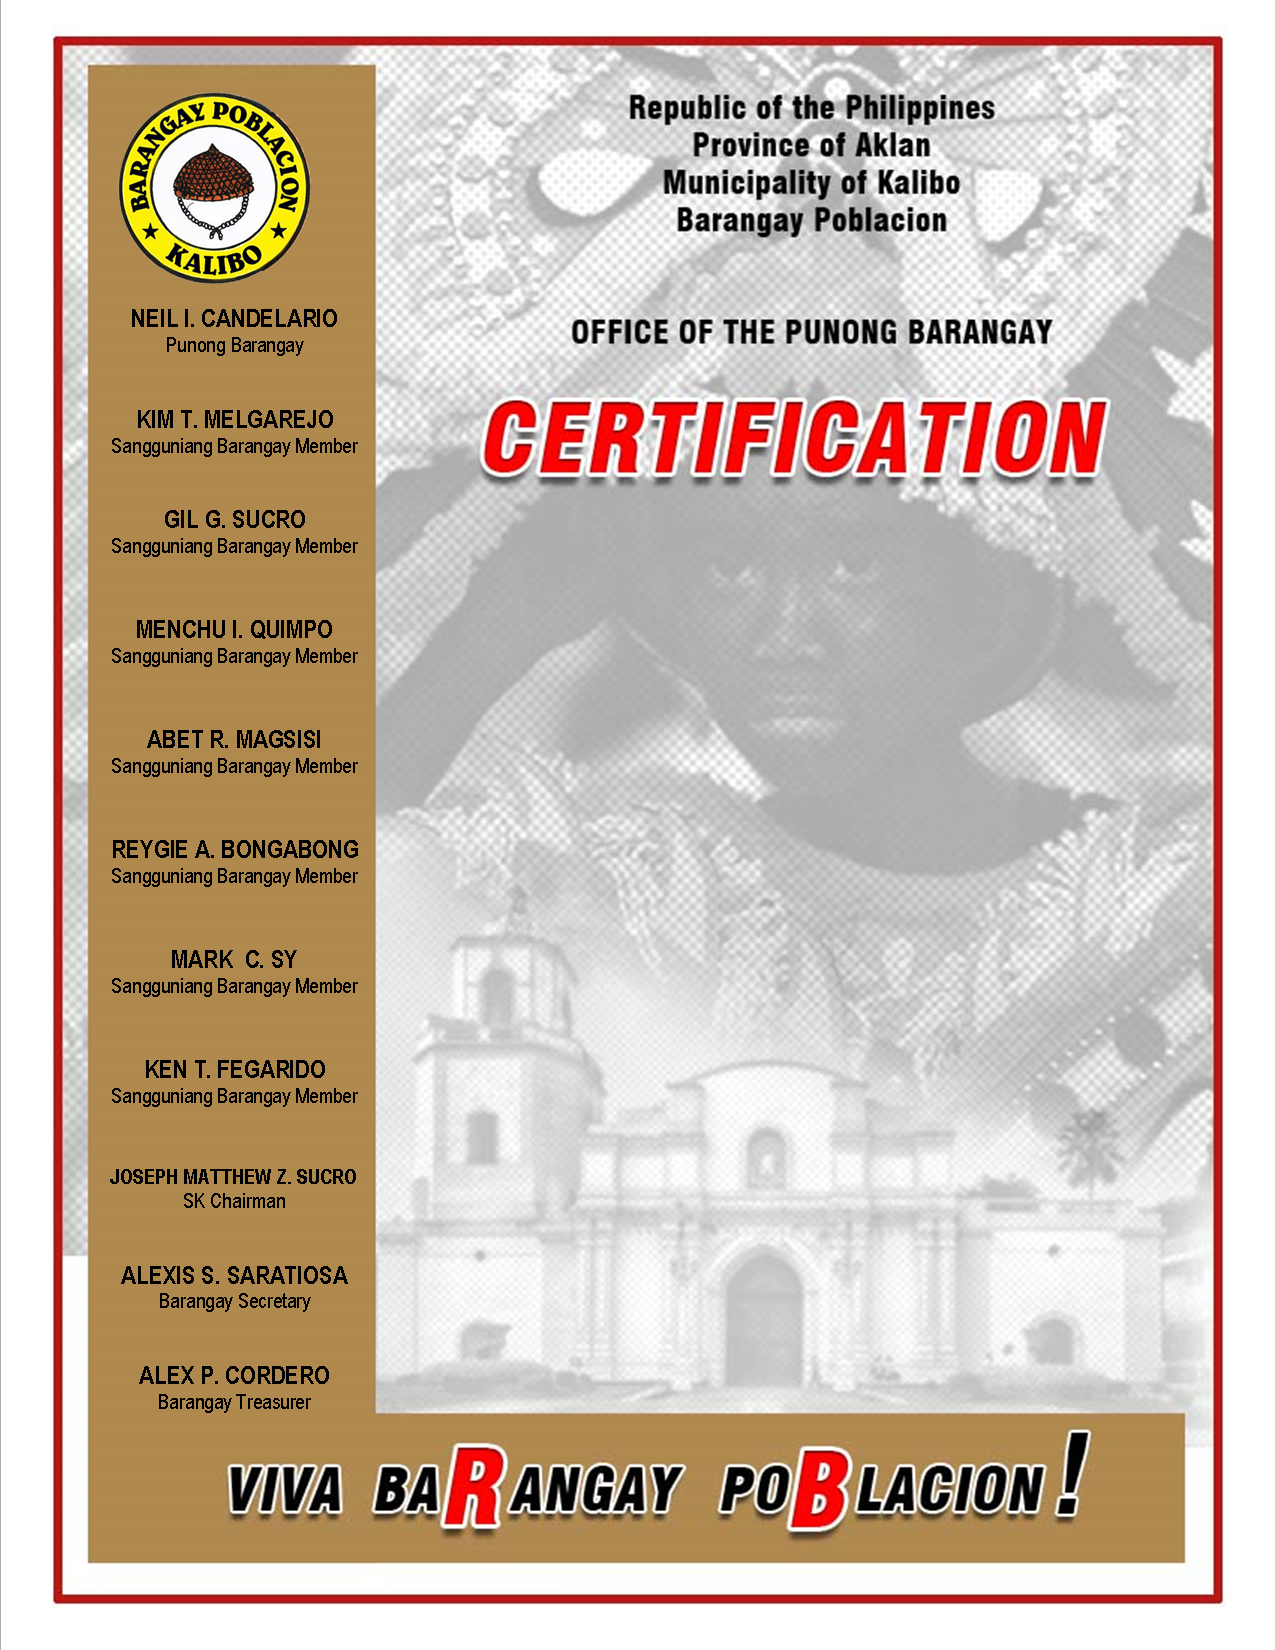 BARANGAY POBLACION
KALIBO
NEIL I. CANDELARIO
Punong Barangay
KIM T. MELGAREJO
Sangguniang Barangay Member
GIL G. SUCRO
Sangguniang Barangay Member
MENCHU I. QUIMPO
Sangguniang Barangay Member
ABET R. MAGSISI
Sangguniang Barangay Member
REYGIE A. BONGABONG
Sangguniang Barangay Member
MARK C. SY
Sangguniang Barangay Member
KEN T. FEGARIDO
Sangguniang Barangay Member
JOSEPH MATTHEW Z. SUCRO
SK Chairman
ALEXIS S. SARATIOSA
Barangay Secretary
ALEX P. CORDERO
Barangay Treasurer
Republic of the Philippines
Province of Aklan
Municipality of Kalibo
Barangay Poblacion
OFFICE OF THE PUNONG BARANGAY
CERTIFICATION
VIVA BARANGAY POBLACION!